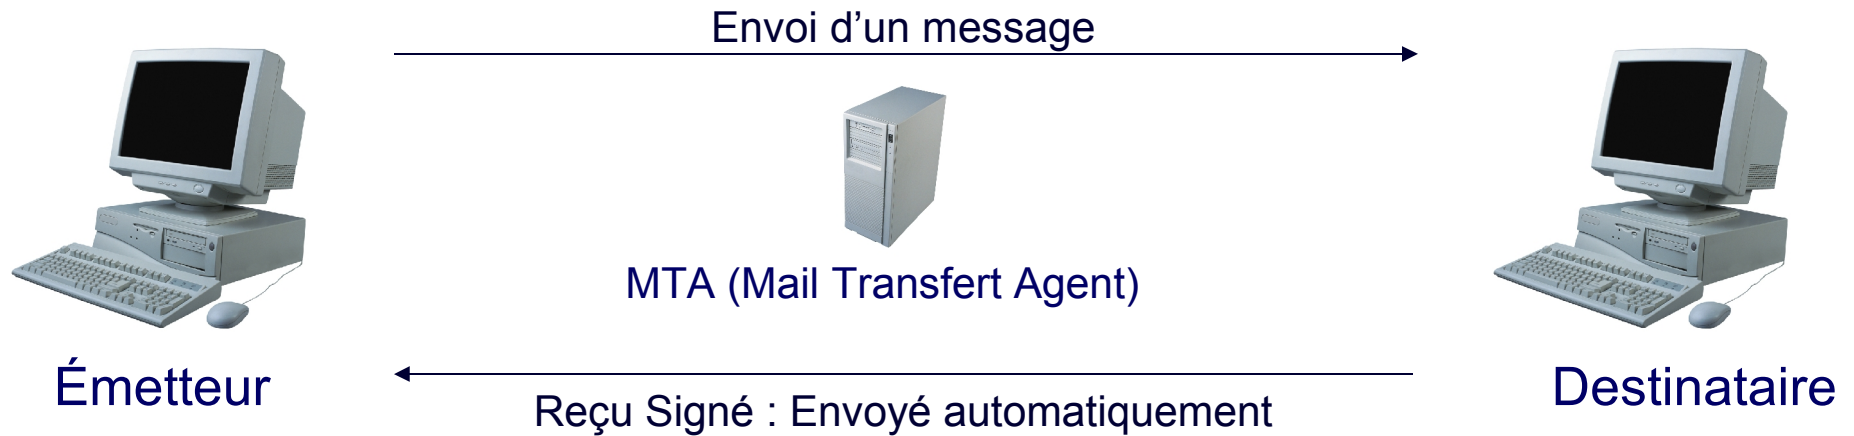 Envoi d’un message
MTA (Mail Transfert Agent)
Émetteur
Destinataire
Reçu Signé : Envoyé automatiquement